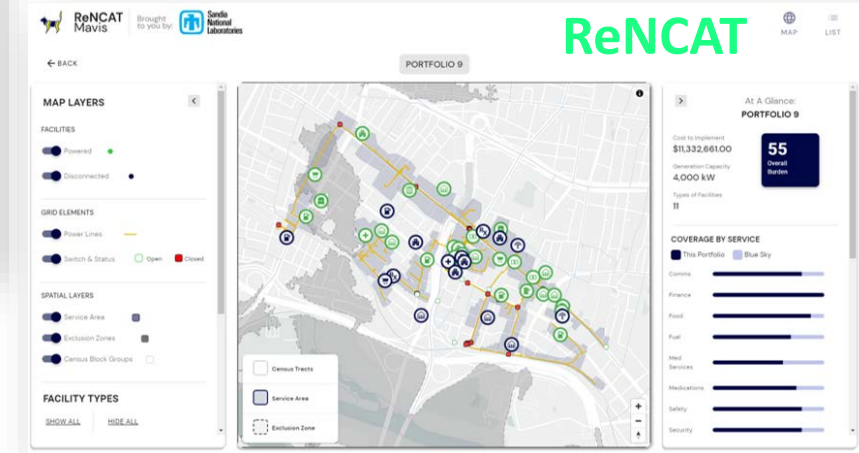 ReNCAT
Mavis
Brought
to you by:
Sandia
National
Laboratories
ReNCAT
MAP
LIST
← BACK
PORTFOLIO 9
MAP LAYERS
FACILITIES
Powered
Disconnected
GRID ELEMENTS
Power Lines
Switch & Status Open Closed
SPATIAL LAYERS
Service Area
Exclusion Zones
Census Block Groups
FACILITY TYPES
SHOW ALL HIDE ALL
Census Tracts
Service Area
Exclusion Zone
At A Glance:
PORTFOLIO 9
Cost to Implement
$11,332,661.00
Generation Capacity
4,000 kW
Types of Facilities
11
55
Overall
Burden
COVERAGE BY SERVICE
This Portfolio Blue Sky
Comms
Finance
Food
Fuel
Med
Services
Medications
Safety
Security